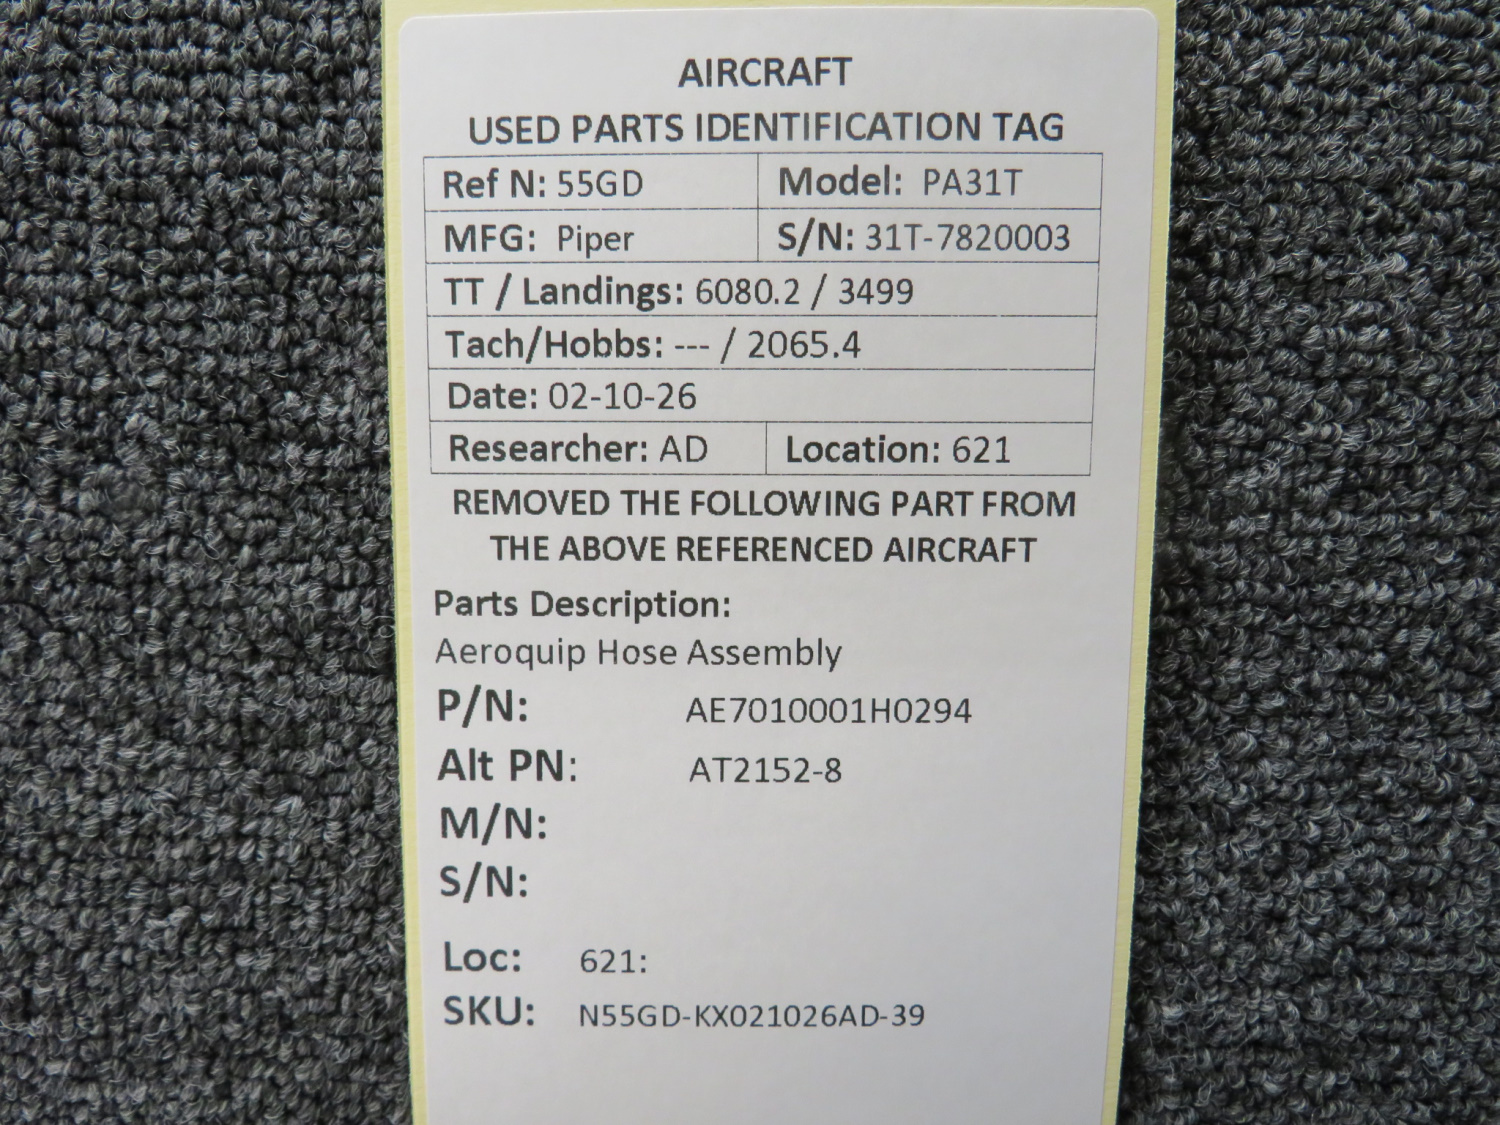 AIRCRAFT
USED PARTS IDENTIFICATION TAG
Ref N: 55GD Model: PA31T
MFG: Piper S/N: 31T-7820003
TT / Landings: 6080.2 / 3499
Tach/Hobbs: --- / 2065.4
Date: 02-10-26
Researcher: AD Location: 621
REMOVED THE FOLLOWING PART FROM
THE ABOVE REFERENCED AIRCRAFT
Parts Description:
Aeroquip Hose Assembly
P/N: AE7010001H0294
Alt PN: AT2152-8
M/N:
S/N:
Loc: 621:
SKU: N55GD-KX021026AD-39